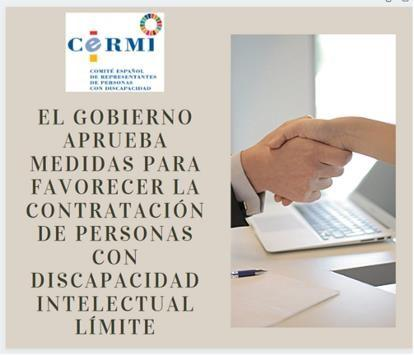 CERMI
COMITÉ ESPAÑOL
DE REPRESENTANTES
DE PERSONAS
CON DISCAPACIDAD
EL GOBIERNO
APRUEBA
MEDIDAS PARA
FAVORECER LA
CONTRATACIÓN
DE PERSONAS
CON
DISCAPACIDAD
INTELECTUAL
LÍMITE